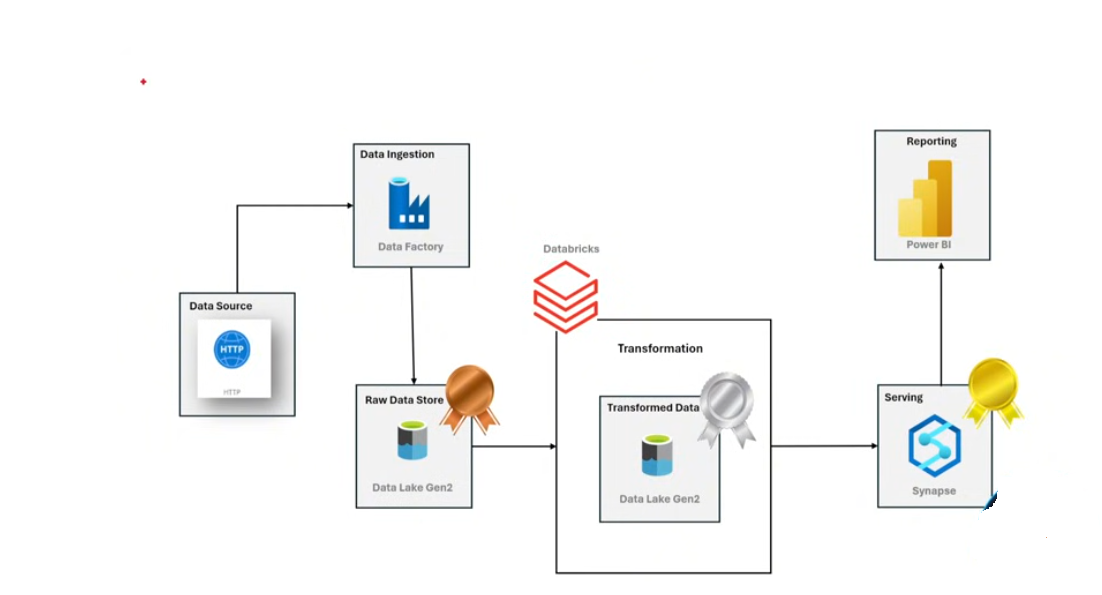 Data Source
HTTP
HTTP
Data Ingestion
Data Factory
Raw Data Store
Data Lake Gen2
Databricks
Transformation
Transformed Data
Data Lake Gen2
Serving
Synapse
Reporting
Power BI